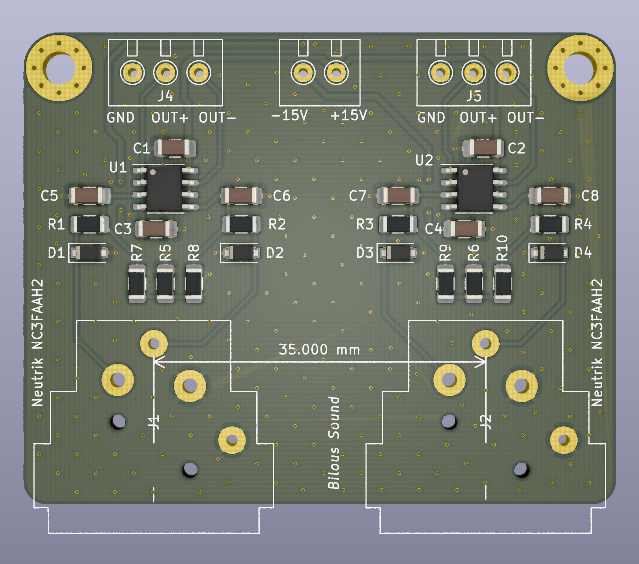 J4
J5
GND OUT+ OUT-
-15V +15V
GND OUT+ OUT-
C1
C2
U1
U2
C5
C6
C7
C8
R1
R2
R3
R4
C3
C4
D1
D2
D3
D4
R7
R5
R8
R9
R6
R10
Neutrik NC3FAAH2
Neutrik NC3FAAH2
35.000 mm
J1
J2
Bilous Sound